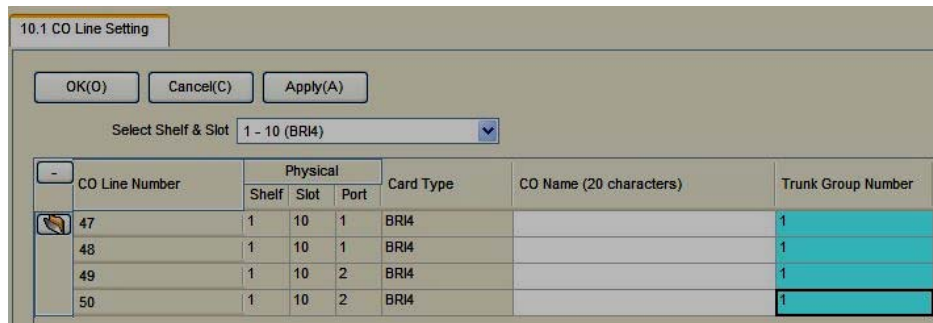 10.1 CO Line Setting
OK(O) Cancel(C) Apply(A)
Select Shelf & Slot 1 - 10 (BRI4)
- CO Line Number Physical Card Type CO Name (20 characters) Trunk Group Number
Shelf Slot Port
47 1 10 1 BRI4 1
48 1 10 1 BRI4 1
49 1 10 2 BRI4 1
50 1 10 2 BRI4 1